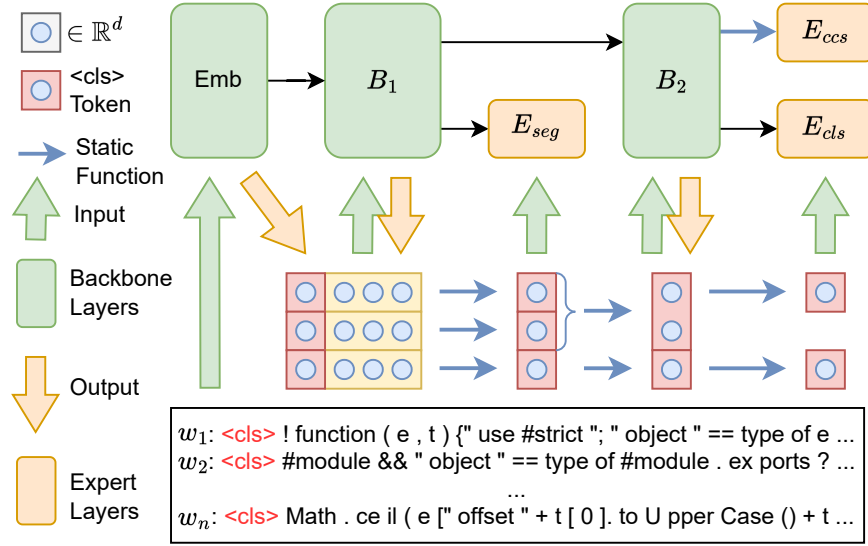 ∈ ℝ^d
<cls>
Token
Static
Function
Input
Backbone
Layers
Output
Expert
Layers
Emb
B_1
E_seg
B_2
E_ccs
E_cls
w_1: <cls> ! function ( e , t ) {" use #strict "; " object " == type of e ...
w_2: <cls> #module && " object " == type of #module . ex ports ? ...
...
w_n: <cls> Math . ce il ( e [" offset " + t [ 0 ]. to U pper Case () + t ...